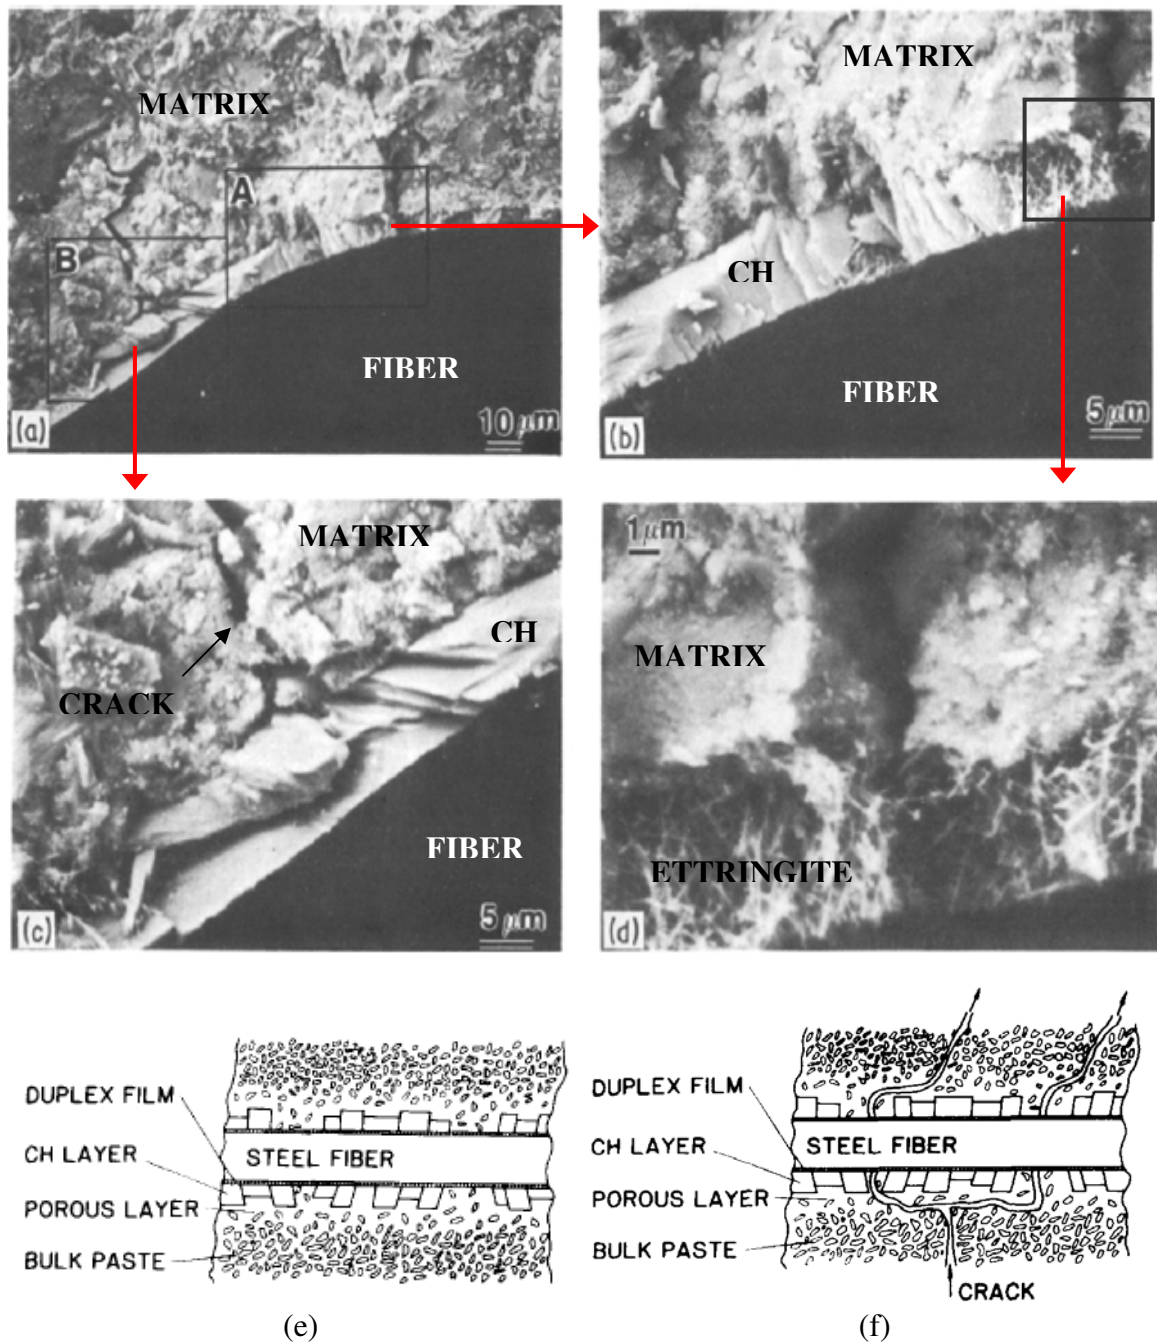 MATRIX
A
B
FIBER
(a)
10 μm
MATRIX
CH
FIBER
(b)
5 μm
MATRIX
CH
CRACK
FIBER
(c)
5 μm
1 μm
MATRIX
ETTRINGITE
(d)
DUPLEX FILM
CH LAYER
STEEL FIBER
POROUS LAYER
BULK PASTE
(e)
DUPLEX FILM
CH LAYER
STEEL FIBER
POROUS LAYER
BULK PASTE
CRACK
(f)